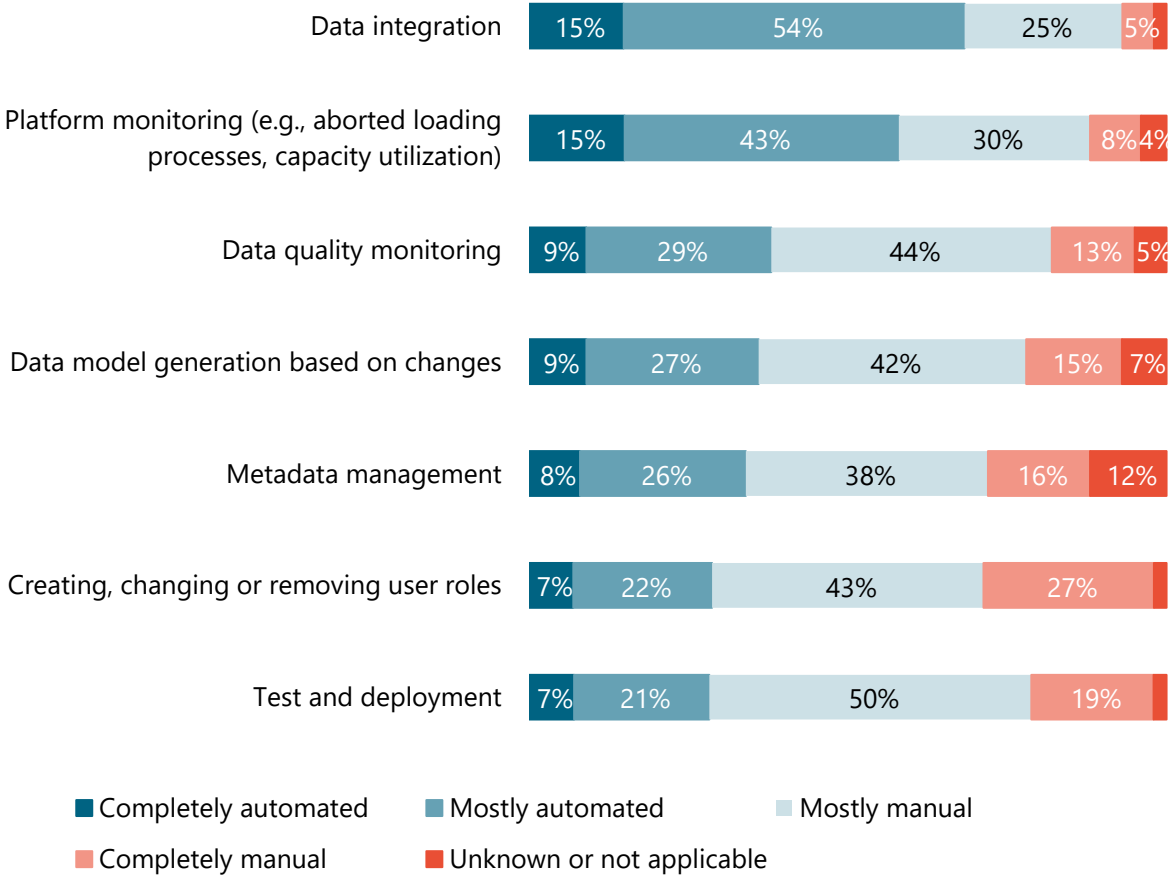 Data integration
15% 54% 25% 5%
Platform monitoring (e.g., aborted loading
processes, capacity utilization)
15% 43% 30% 8% 4%
Data quality monitoring
9% 29% 44% 13% 5%
Data model generation based on changes
9% 27% 42% 15% 7%
Metadata management
8% 26% 38% 16% 12%
Creating, changing or removing user roles
7% 22% 43% 27%
Test and deployment
7% 21% 50% 19%
Completely automated
Mostly automated
Mostly manual
Completely manual
Unknown or not applicable